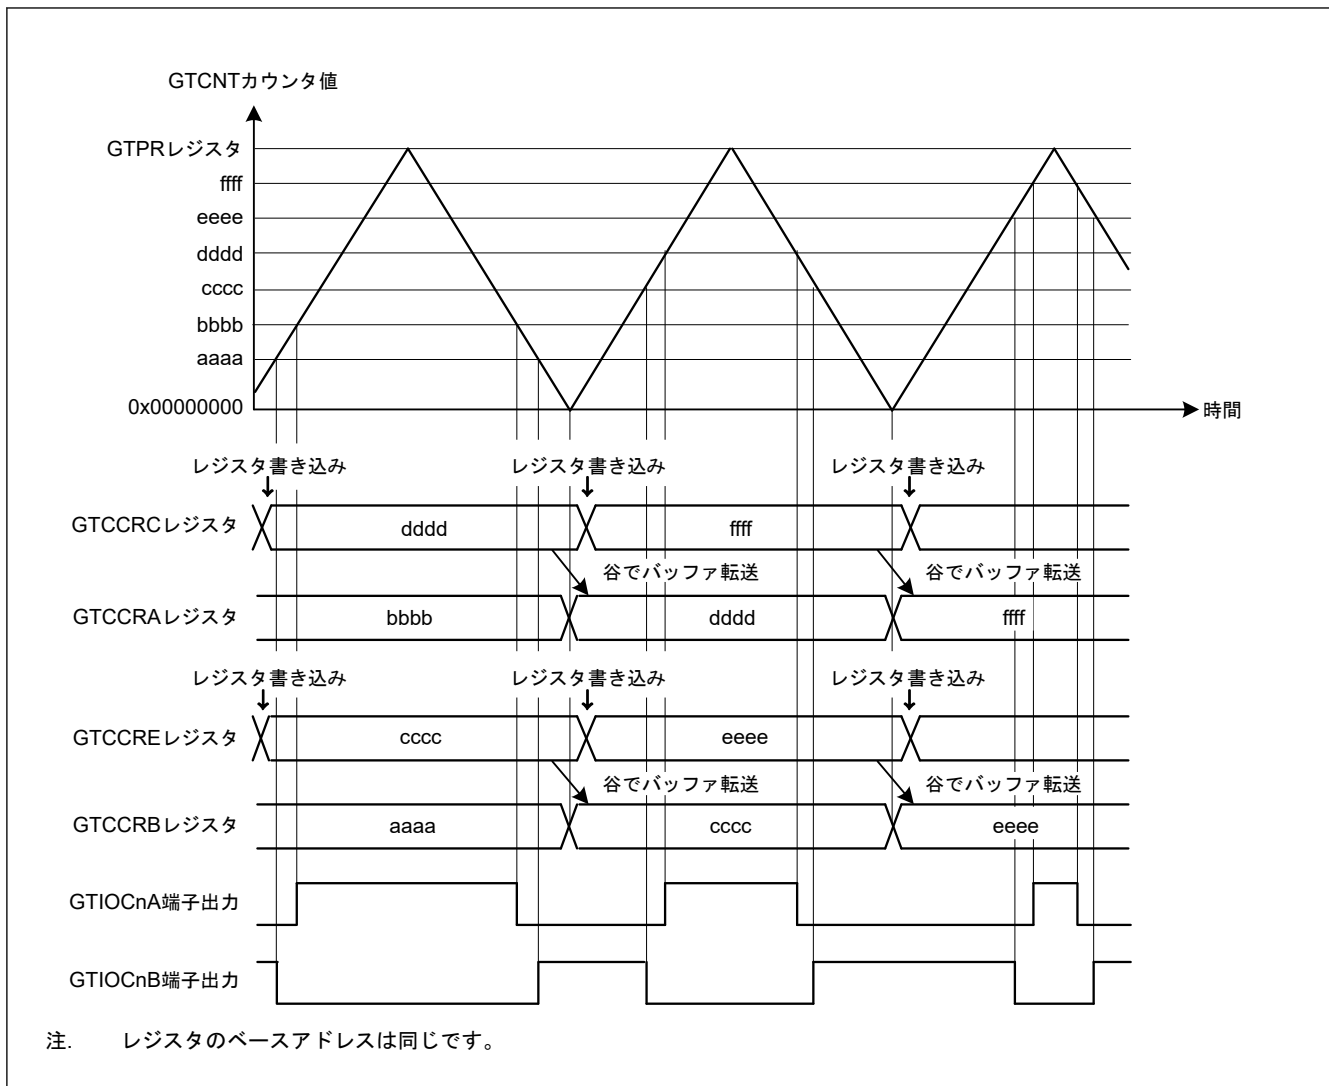 GTCNTカウンタ値
GTPRレジスタ
ffff
eeee
dddd
cccc
bbbb
aaaa
0x00000000
時間
レジスタ書き込み レジスタ書き込み レジスタ書き込み
GTCCRCレジスタ dddd ffff
谷でバッファ転送 谷でバッファ転送
GTCCRAレジスタ bbbb dddd ffff
レジスタ書き込み レジスタ書き込み レジスタ書き込み
GTCCREレジスタ cccc eeee
谷でバッファ転送 谷でバッファ転送
GTCCRBレジスタ aaaa cccc eeee
GTIOCnA端子出力
GTIOCnB端子出力
注. レジスタのベースアドレスは同じです。